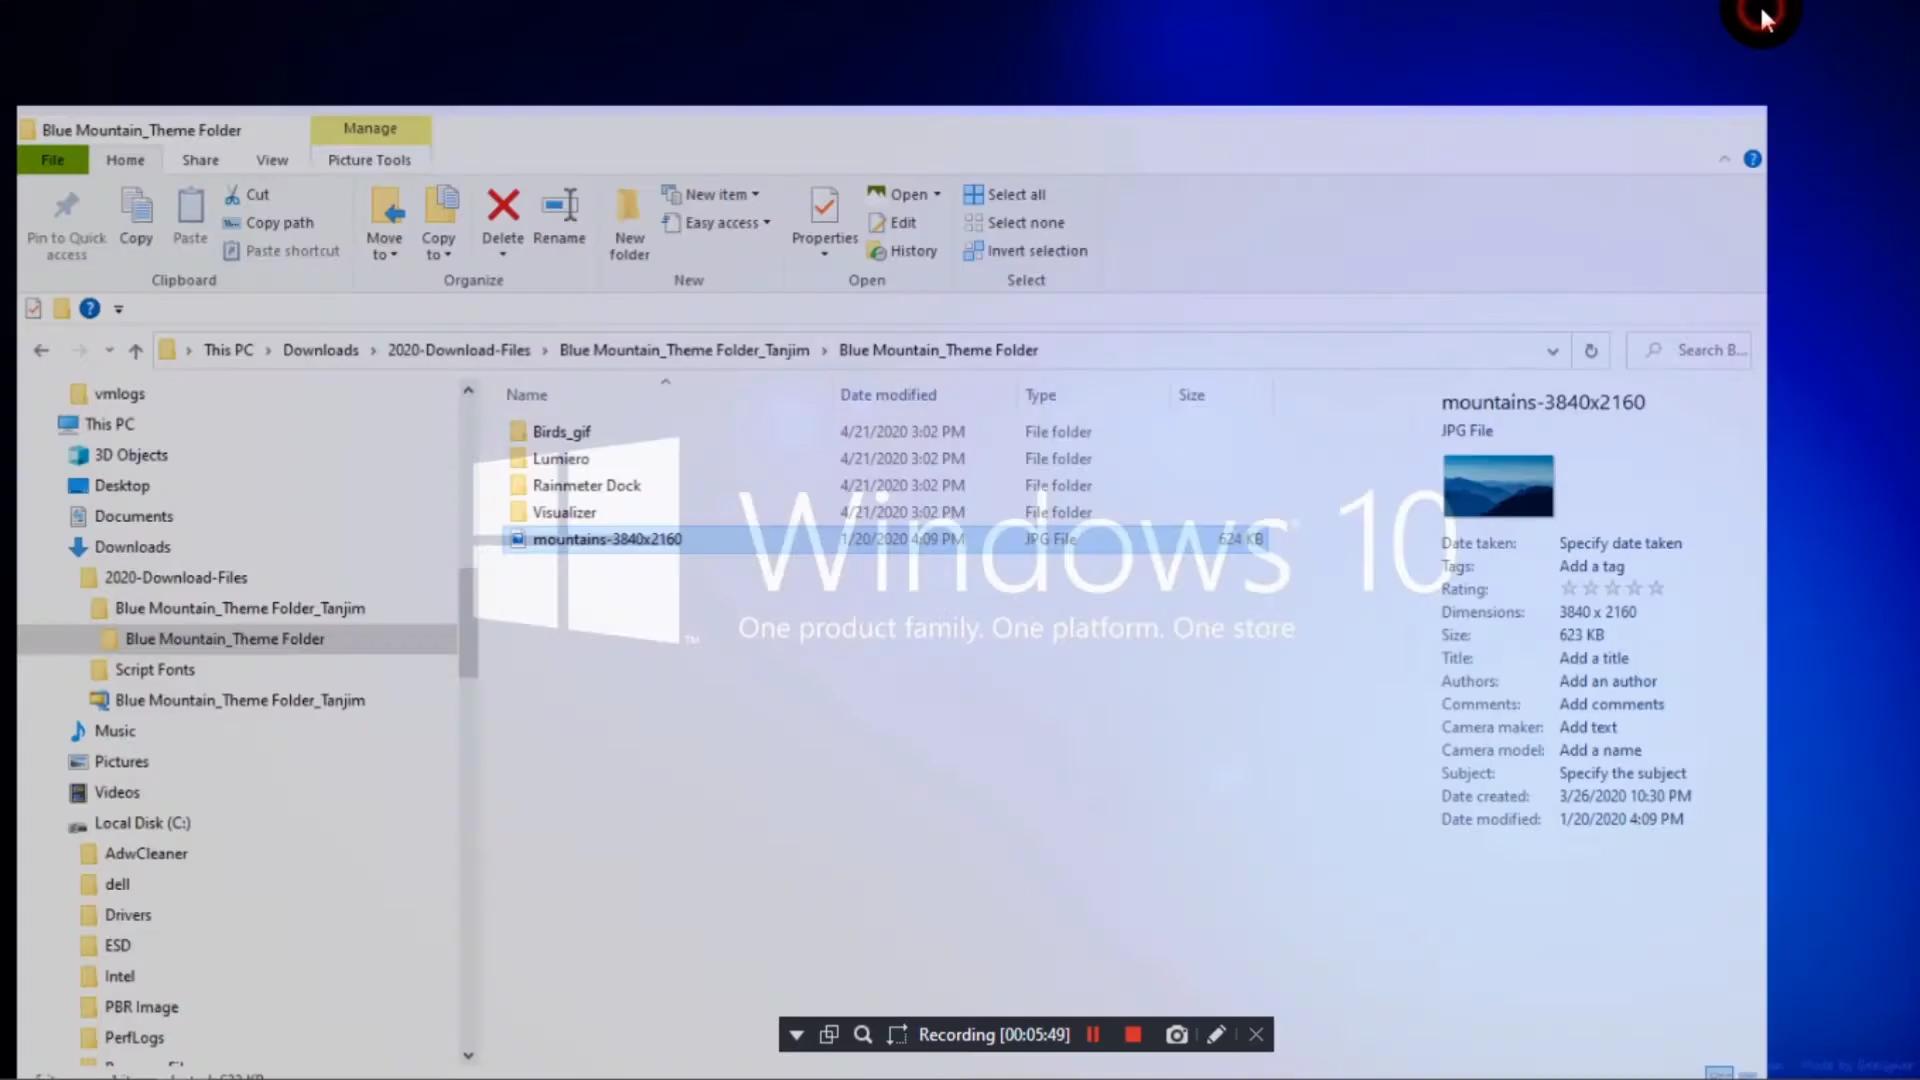 Blue Mountain_Theme Folder
Manage
File
Home
Share
View
Picture Tools
Pin to Quick access
Copy
Paste
Cut
Copy path
Paste shortcut
Clipboard
Move to
Copy to
Delete
Rename
Organize
New folder
New item
Easy access
New
Properties
Open
Edit
History
Open
Select all
Select none
Invert selection
Select
This PC > Downloads > 2020-Download-Files > Blue Mountain_Theme Folder_Tanjim > Blue Mountain_Theme Folder
Search B...
vmlogs
This PC
3D Objects
Desktop
Documents
Downloads
2020-Download-Files
Blue Mountain_Theme Folder_Tanjim
Blue Mountain_Theme Folder
Script Fonts
Blue Mountain_Theme Folder_Tanjim
Music
Pictures
Videos
Local Disk (C:)
AdwCleaner
dell
Drivers
ESD
Intel
PBR Image
PerfLogs
Name Date modified Type Size
Birds_gif 4/21/2020 3:02 PM File folder
Lumiero 4/21/2020 3:02 PM File folder
Rainmeter Dock 4/21/2020 3:02 PM File folder
Visualizer 4/21/2020 3:02 PM File folder
mountains-3840x2160 1/20/2020 4:09 PM JPG File 624 KB
Windows 10
One product family. One platform. One store
TM
mountains-3840x2160
JPG File
Date taken: Specify date taken
Tags: Add a tag
Rating:
Dimensions: 3840 x 2160
Size: 623 KB
Title: Add a title
Authors: Add an author
Comments: Add comments
Camera maker: Add text
Camera model: Add a name
Subject: Specify the subject
Date created: 3/26/2020 10:30 PM
Date modified: 1/20/2020 4:09 PM
Recording [00:05:49]